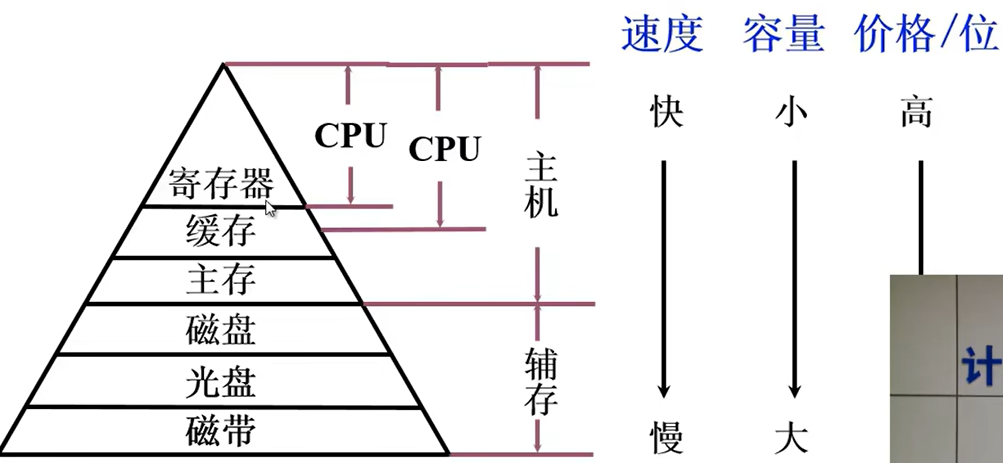 速度 容量 价格/位
快 小 高
CPU
CPU
主机
寄存器
缓存
主存
磁盘
光盘
磁带
辅存
慢 大
计